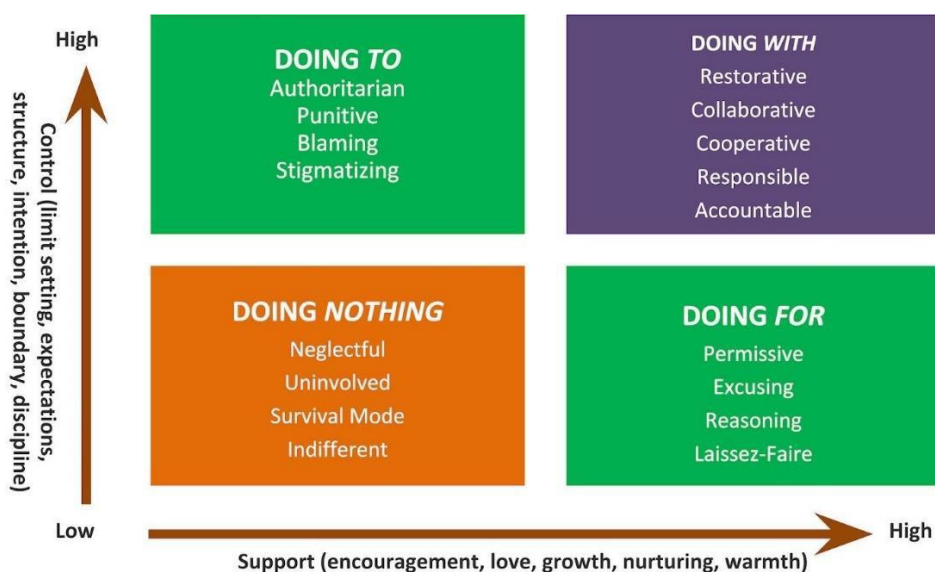 High
Control (limit setting, expectations,
structure, intention, boundary, discipline)
DOING TO
Authoritarian
Punitive
Blaming
Stigmatizing
DOING WITH
Restorative
Collaborative
Cooperative
Responsible
Accountable
DOING NOTHING
Neglectful
Uninvolved
Survival Mode
Indifferent
DOING FOR
Permissive
Excusing
Reasoning
Laissez-Faire
Low
High
Support (encouragement, love, growth, nurturing, warmth)